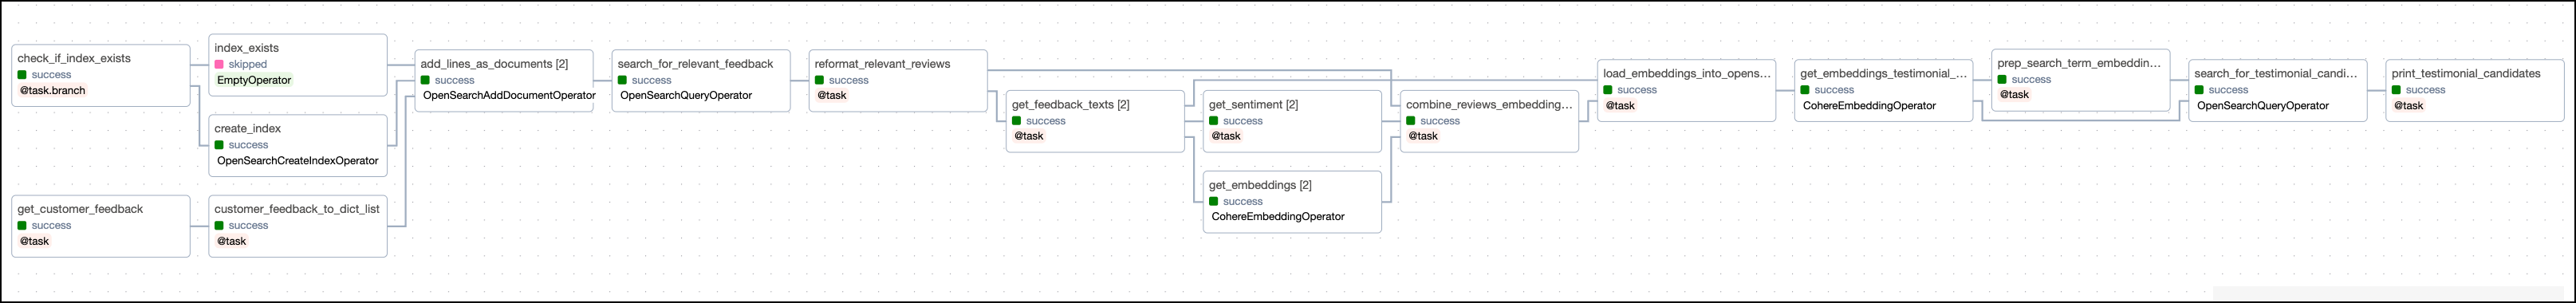 check_if_index_exists
success
@task.branch
index_exists
skipped
EmptyOperator
create_index
success
OpenSearchCreateIndexOperator
get_customer_feedback
success
@task
customer_feedback_to_dict_list
success
@task
add_lines_as_documents [2]
success
OpenSearchAddDocumentOperator
search_for_relevant_feedback
success
OpenSearchQueryOperator
reformat_relevant_reviews
success
@task
get_feedback_texts [2]
success
@task
get_sentiment [2]
success
@task
get_embeddings [2]
success
CohereEmbeddingOperator
combine_reviews_embedding...
success
@task
load_embeddings_into_opens...
success
@task
get_embeddings_testimonial_...
success
CohereEmbeddingOperator
prep_search_term_embeddin...
success
@task
search_for_testimonial_candi...
success
OpenSearchQueryOperator
print_testimonial_candidates
success
@task